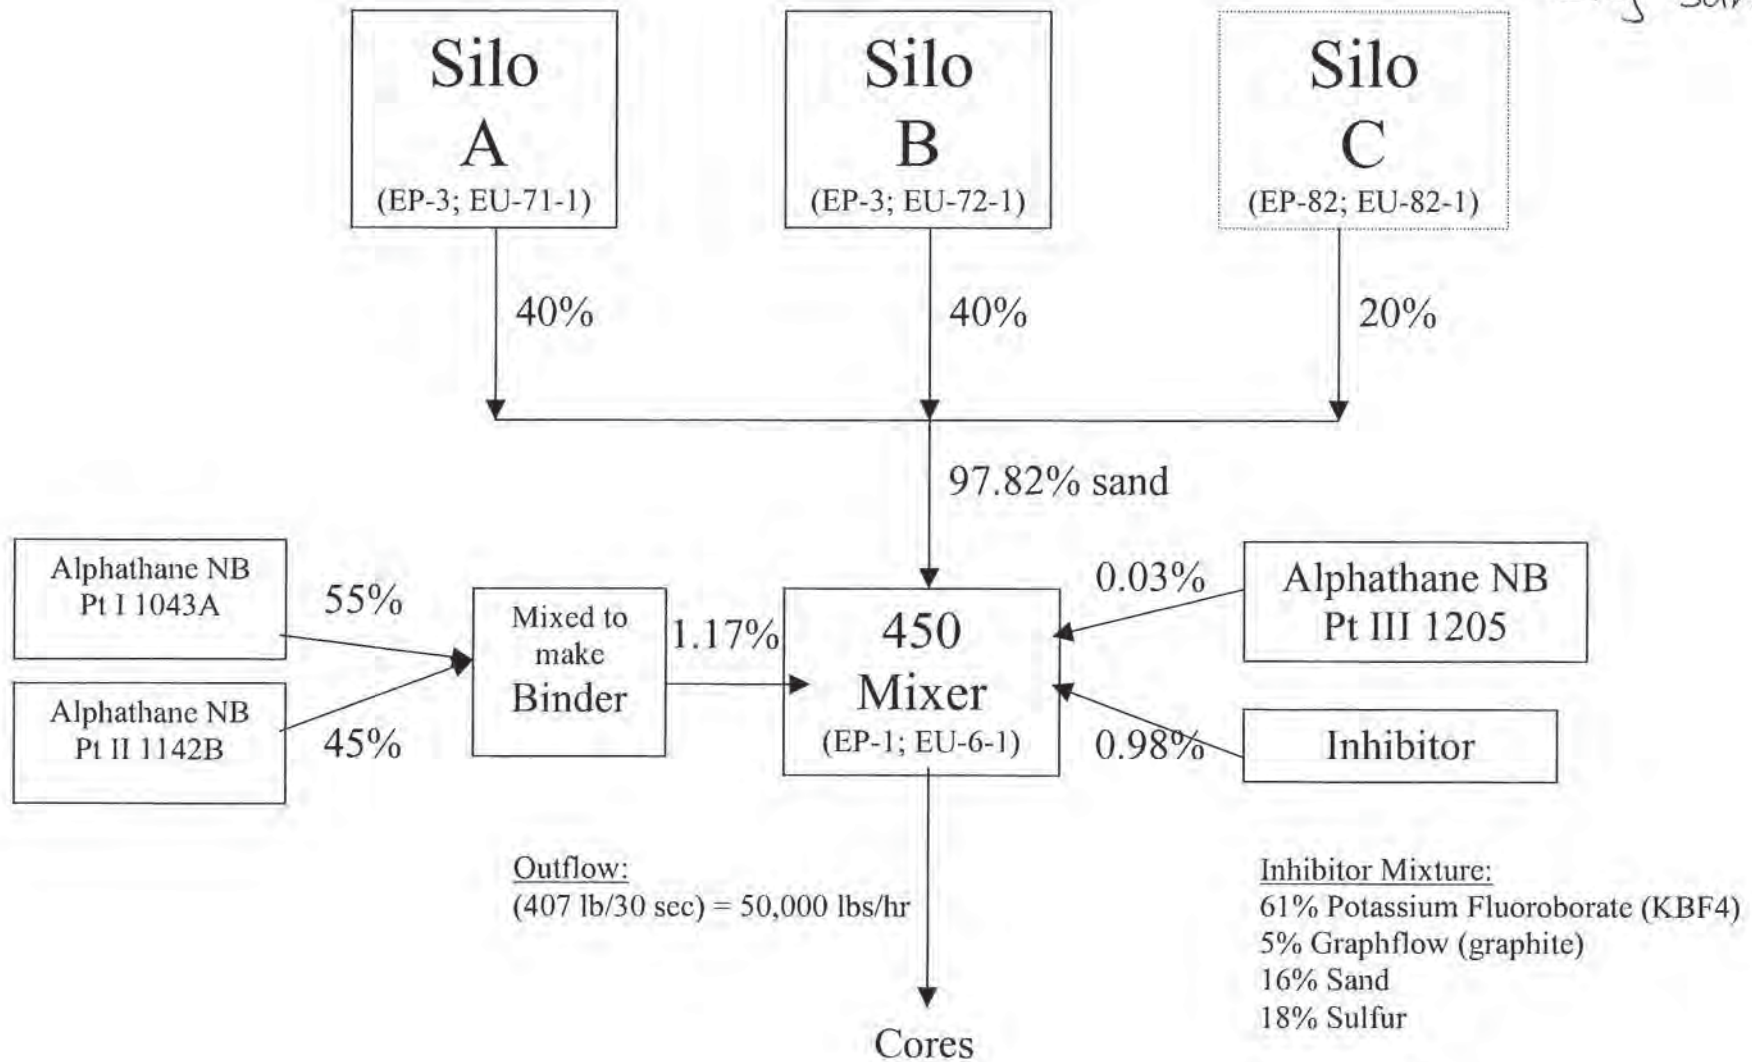 Silo
A
(EP-3; EU-71-1)
Silo
B
(EP-3; EU-72-1)
Silo
C
(EP-82; EU-82-1)
40%
40%
20%
97.82% sand
Alphathane NB
Pt I 1043A
55%
Alphathane NB
Pt II 1142B
45%
Mixed to
make
Binder
1.17%
450
Mixer
(EP-1; EU-6-1)
0.03%
Alphathane NB
Pt III 1205
0.98%
Inhibitor
Outflow:
(407 lb/30 sec) = 50,000 lbs/hr
Inhibitor Mixture:
61% Potassium Fluoroborate (KBF4)
5% Graphflow (graphite)
16% Sand
18% Sulfur
Cores